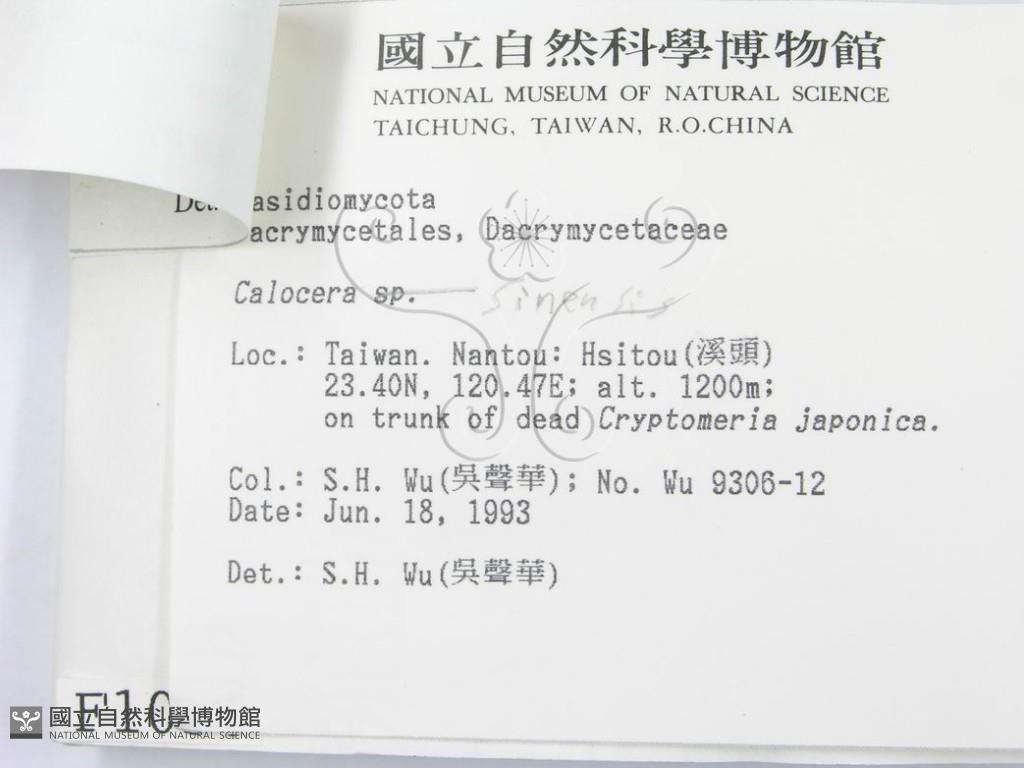 國立自然科學博物館
NATIONAL MUSEUM OF NATURAL SCIENCE
TAICHUNG, TAIWAN, R.O.CHINA
asidiomycota
acrymycetales, Dacrymycetaceae
Calocera sp. sinensis
Loc.: Taiwan. Nantou: Hsitou(溪頭)
23.40N, 120.47E; alt. 1200m;
on trunk of dead Cryptomeria japonica.
Col.: S.H. Wu(吳聲華); No. Wu 9306-12
Date: Jun. 18, 1993
Det.: S.H. Wu(吳聲華)
F10
國立自然科學博物館
NATIONAL MUSEUM OF NATURAL SCIENCE